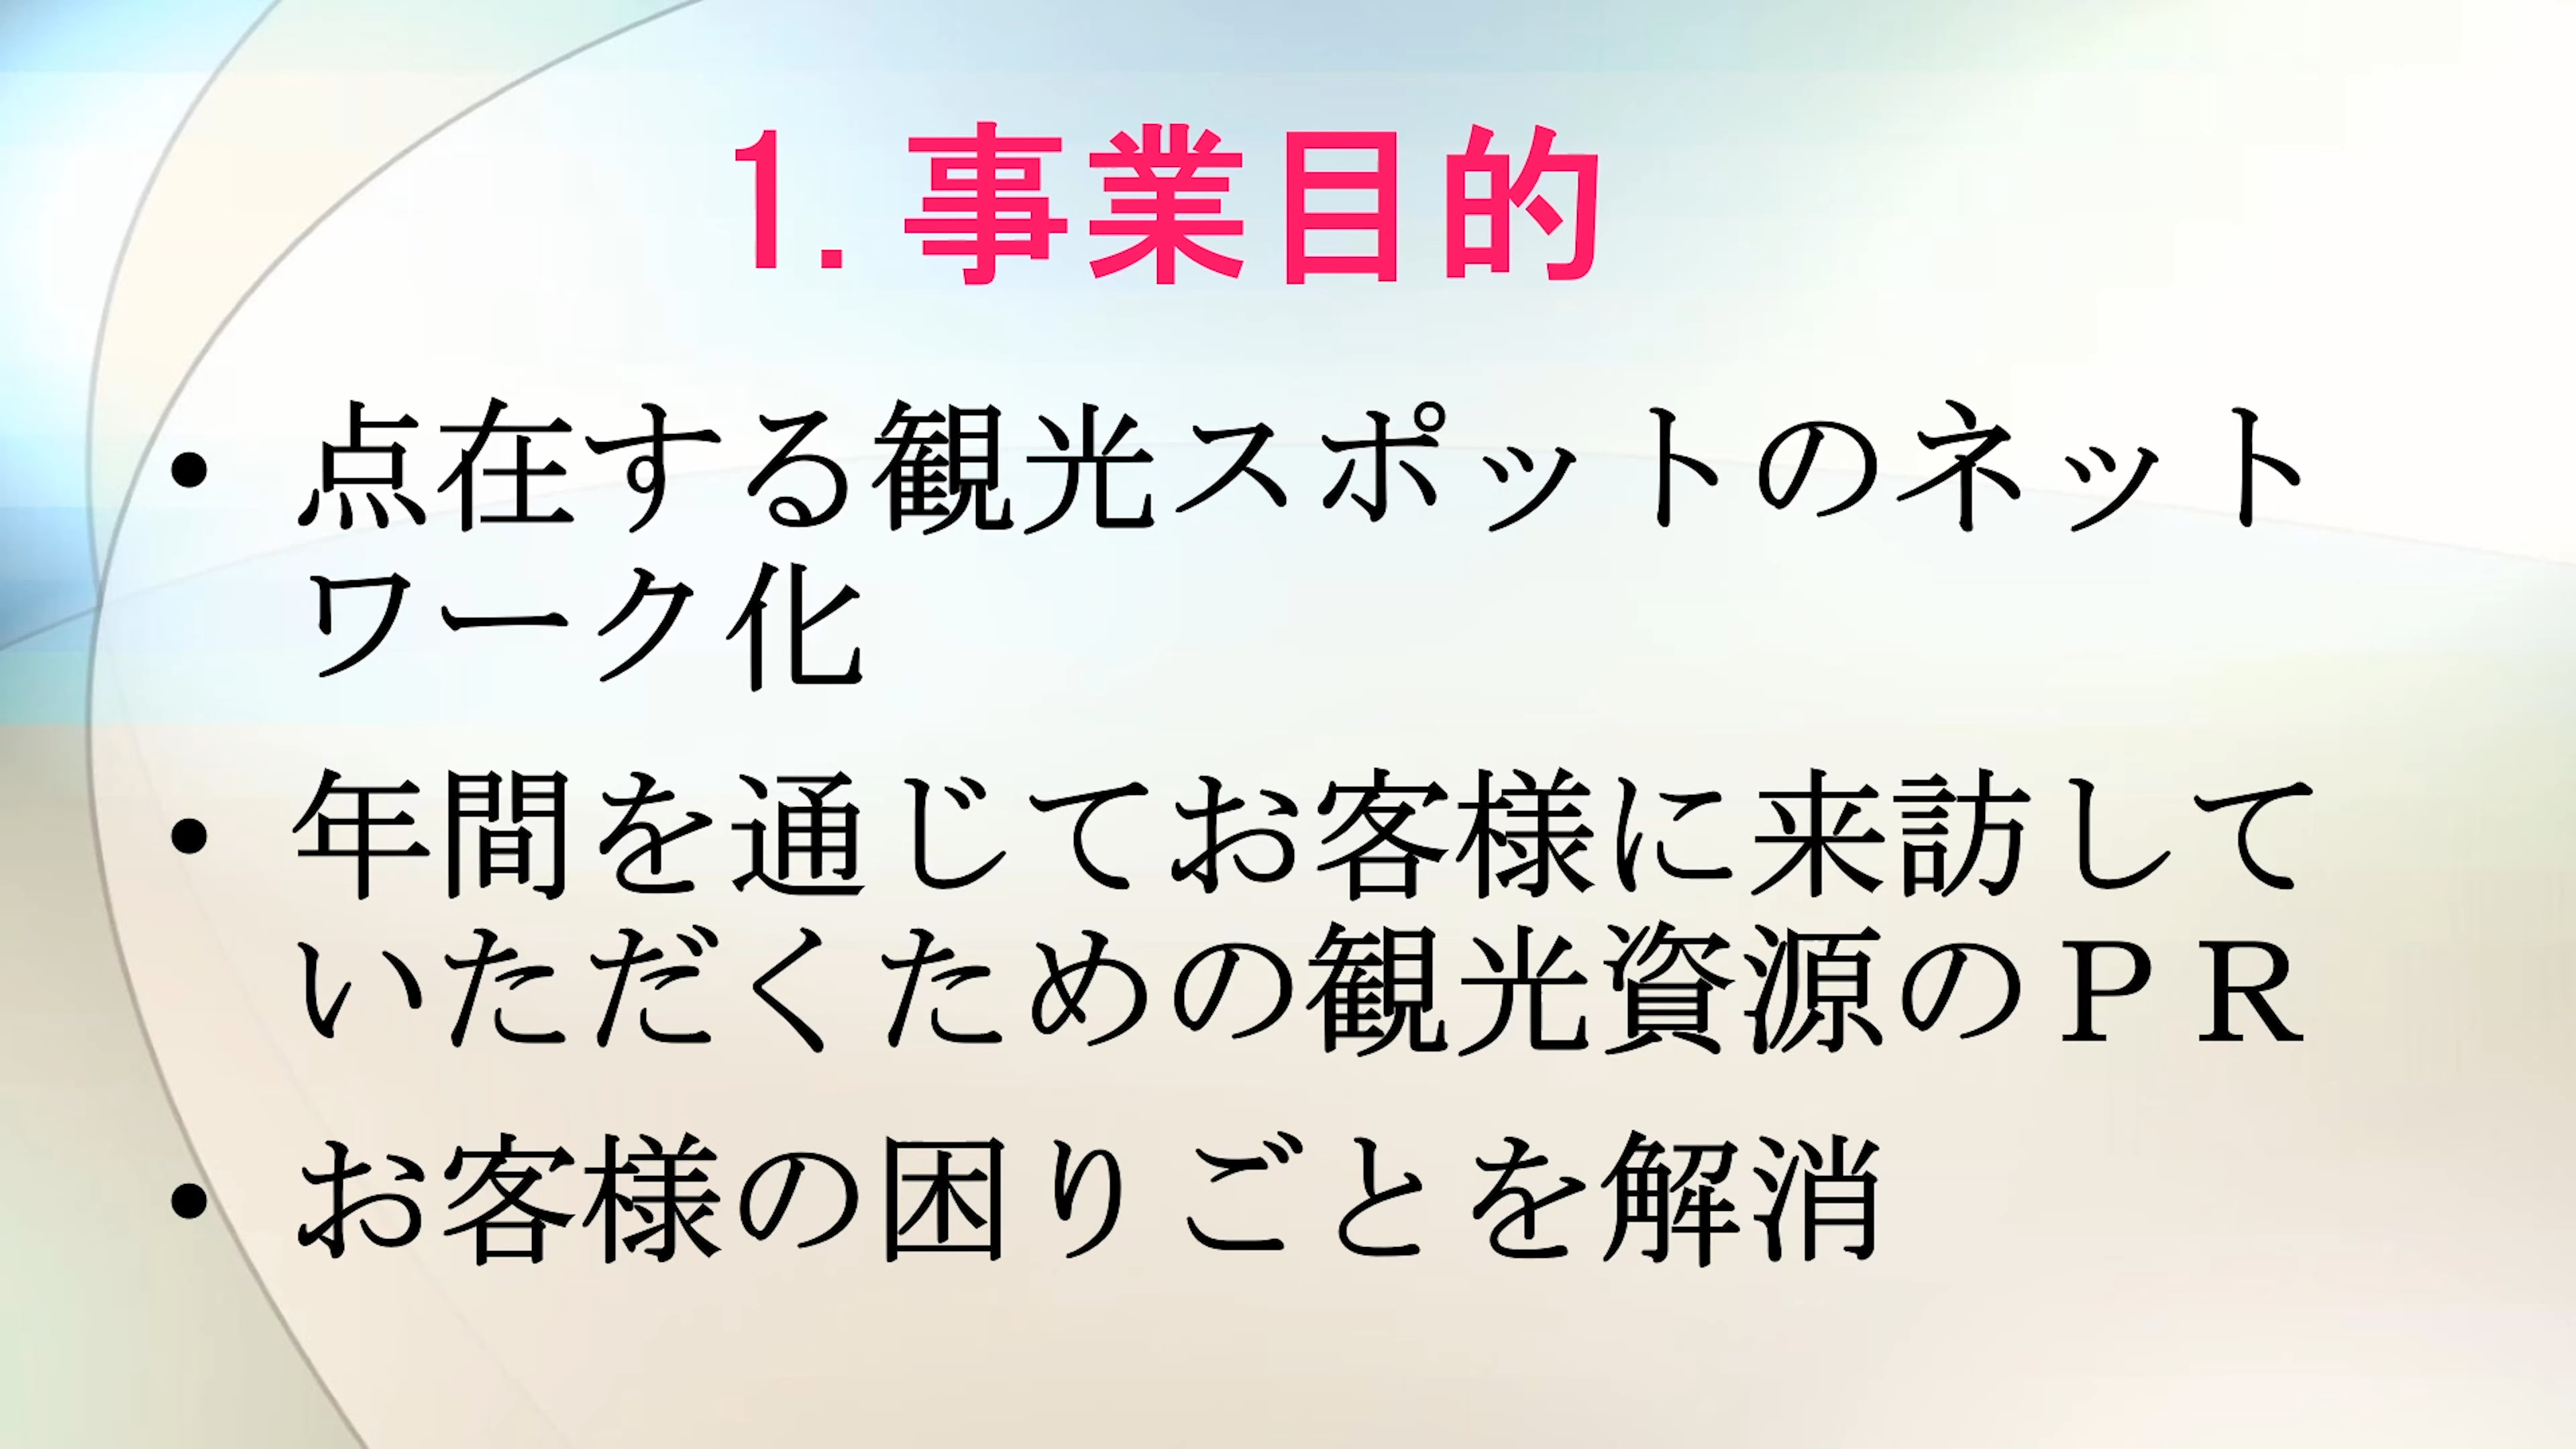 1.事業目的
• 点在する観光スポットのネット
ワーク化
• 年間を通じてお客様に来訪して
いただくための観光資源のＰＲ
• お客様の困りごとを解消